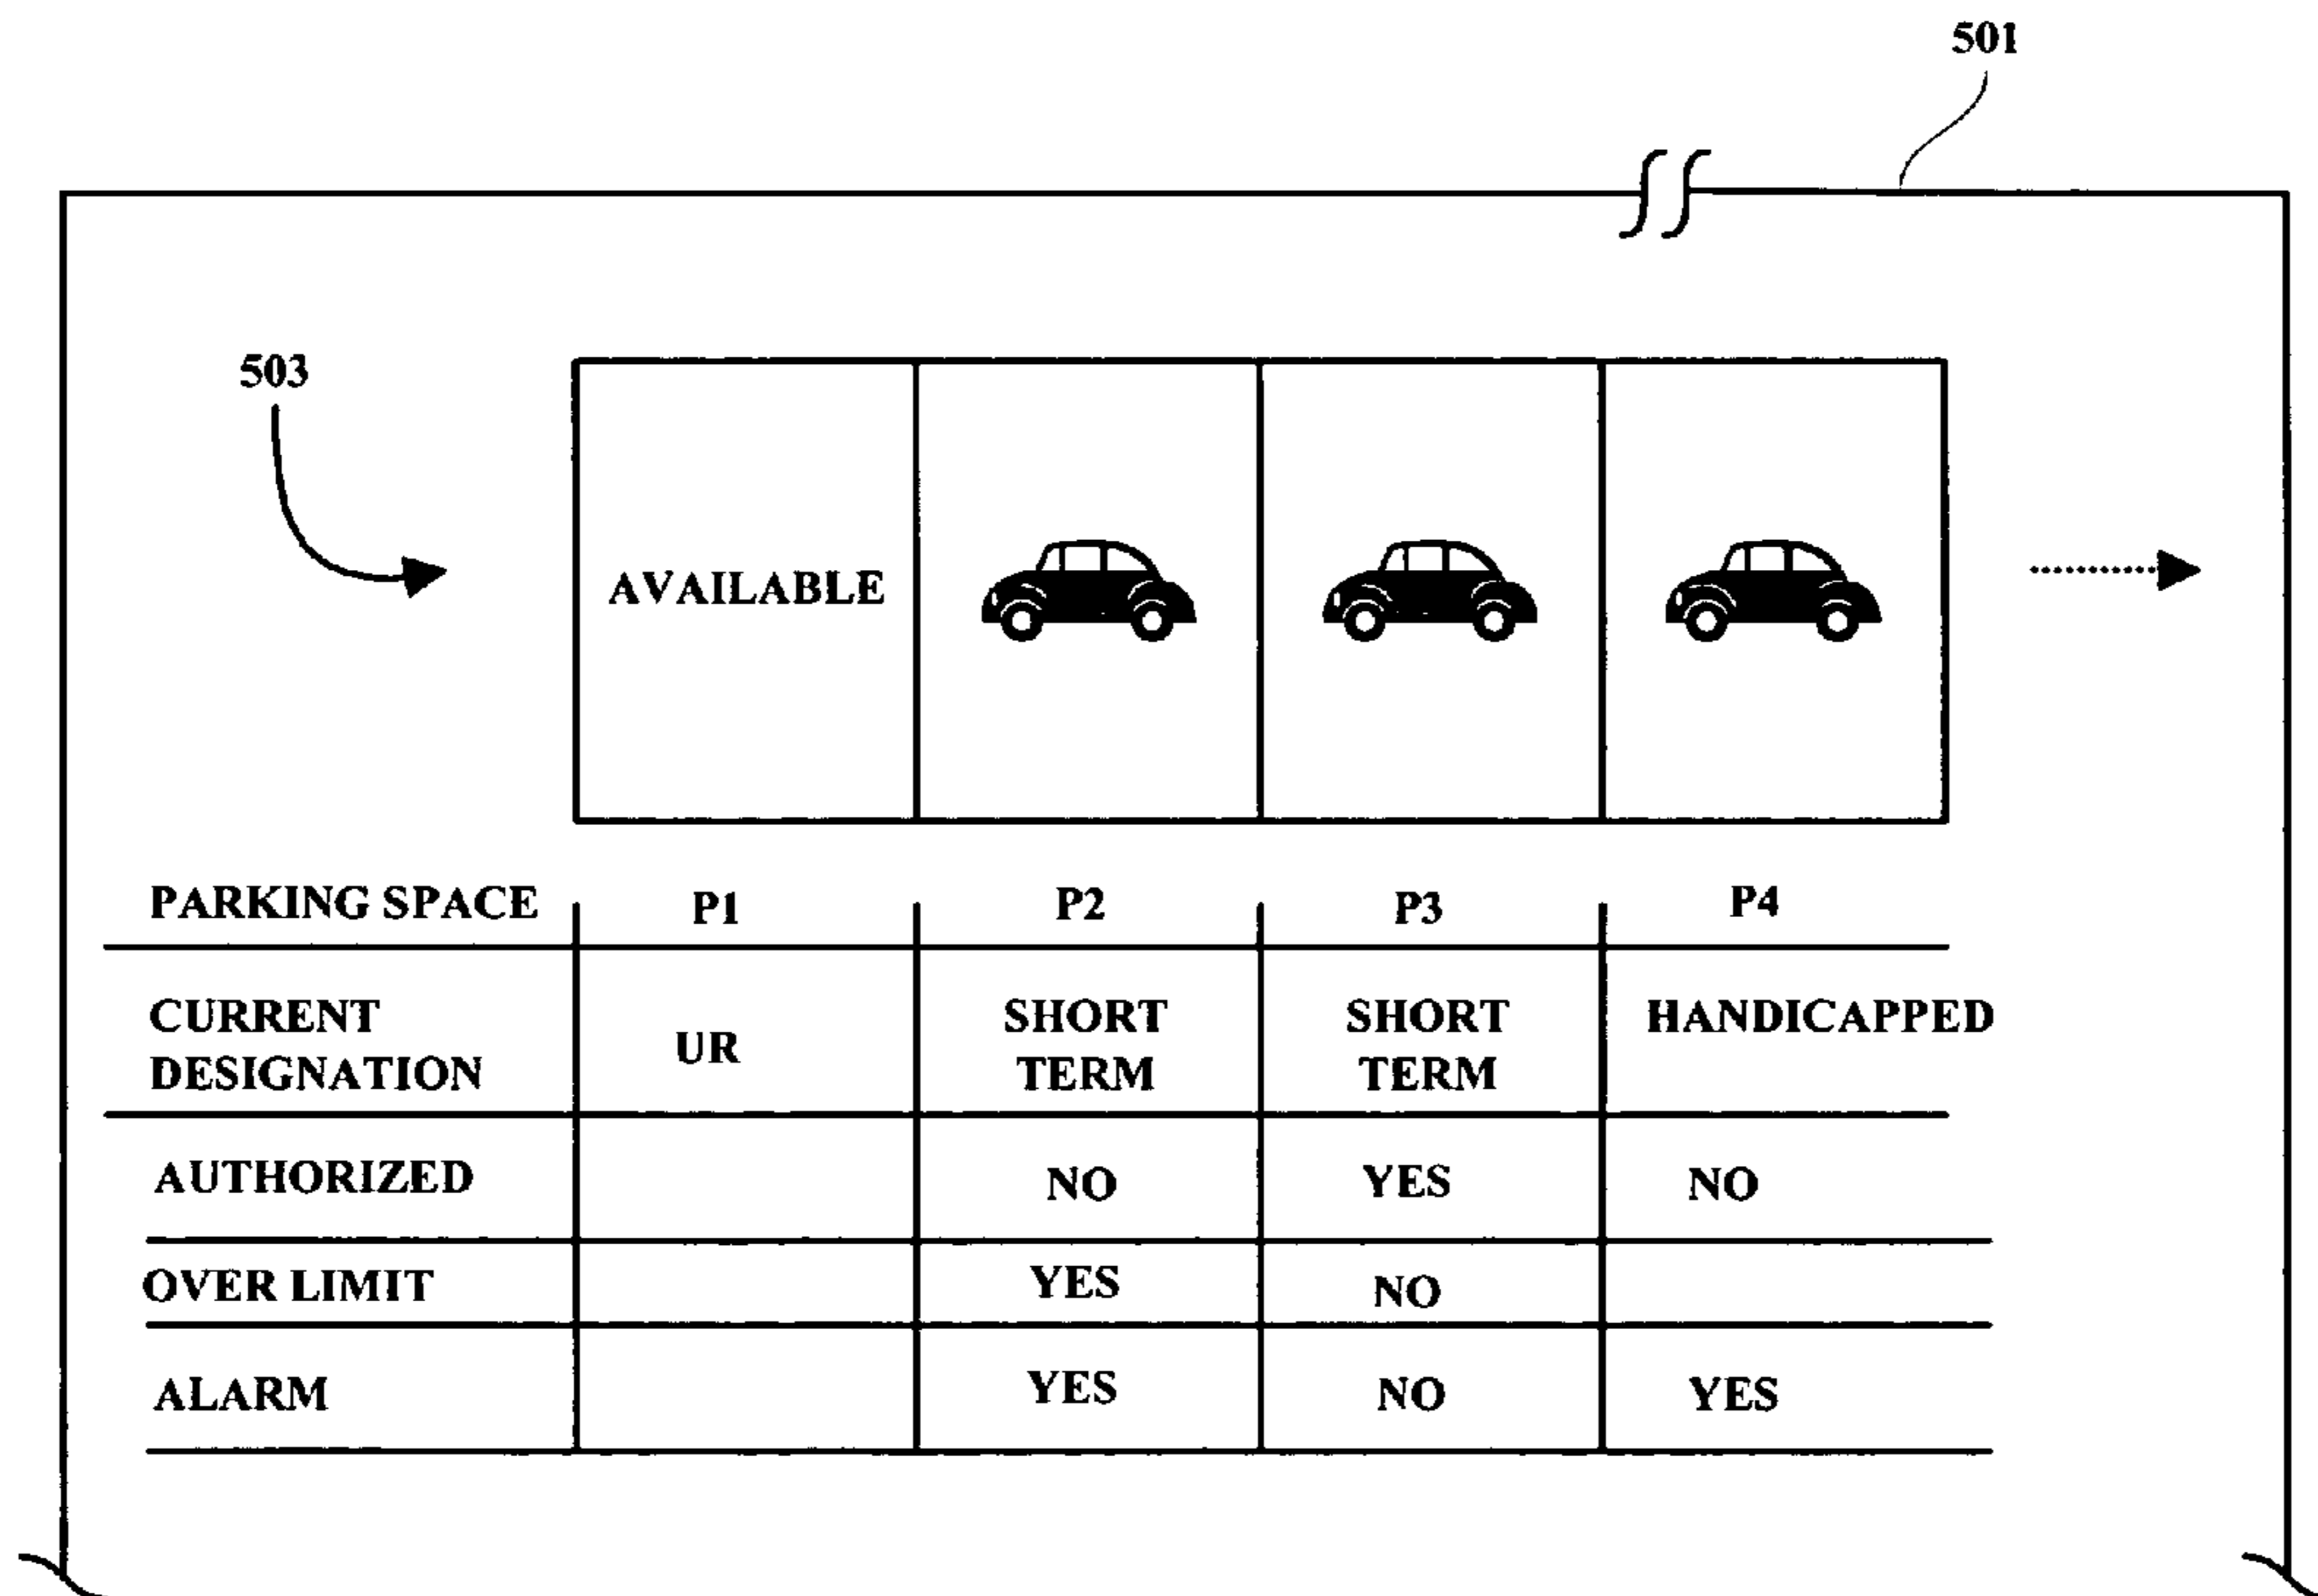 501
503
AVAILABLE
PARKING SPACE P1 P2 P3 P4
CURRENT DESIGNATION UR SHORT TERM SHORT TERM HANDICAPPED
AUTHORIZED NO YES NO
OVER LIMIT YES NO
ALARM YES NO YES